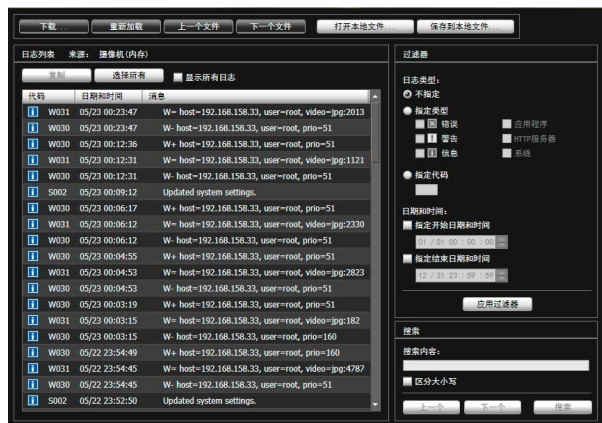 下载... 重新加载 上一个文件 下一个文件 打开本地文件... 保存到本地文件...
日志列表 来源: 摄像机(内存)
复制 选择所有 显示所有日志
代码 日期和时间 消息
W031 05/23 00:23:47 W= host=192.168.158.33, user=root, video=jpg:2013
W030 05/23 00:23:47 W- host=192.168.158.33, user=root, prio=51
W030 05/23 00:12:36 W+ host=192.168.158.33, user=root, prio=51
W031 05/23 00:12:31 W= host=192.168.158.33, user=root, video=jpg:1121
W030 05/23 00:12:31 W- host=192.168.158.33, user=root, prio=51
S002 05/23 00:09:12 Updated system settings.
W030 05/23 00:06:17 W+ host=192.168.158.33, user=root, prio=51
W031 05/23 00:06:12 W= host=192.168.158.33, user=root, video=jpg:2330
W030 05/23 00:06:12 W- host=192.168.158.33, user=root, prio=51
W030 05/23 00:04:55 W+ host=192.168.158.33, user=root, prio=51
W031 05/23 00:04:53 W= host=192.168.158.33, user=root, video=jpg:2823
W030 05/23 00:04:53 W- host=192.168.158.33, user=root, prio=51
W030 05/23 00:03:19 W+ host=192.168.158.33, user=root, prio=51
W031 05/23 00:03:15 W= host=192.168.158.33, user=root, video=jpg:182
W030 05/23 00:03:15 W- host=192.168.158.33, user=root, prio=160
W030 05/22 23:54:49 W+ host=192.168.158.33, user=root, prio=160
W031 05/22 23:54:45 W= host=192.168.158.33, user=root, video=jpg:4787
W030 05/22 23:54:45 W- host=192.168.158.33, user=root, prio=51
S002 05/22 23:52:50 Updated system settings.
过滤器
日志类型:
不指定
指定类型
错误 应用程序
警告 HTTP服务器
信息 系统
指定代码
日期和时间:
指定开始日期和时间
01 / 01 00 : 00 : 00
指定结束日期和时间
12 / 31 23 : 59 : 59
应用过滤器
搜索
搜索内容:
区分大小写
上一个 下一个 搜索